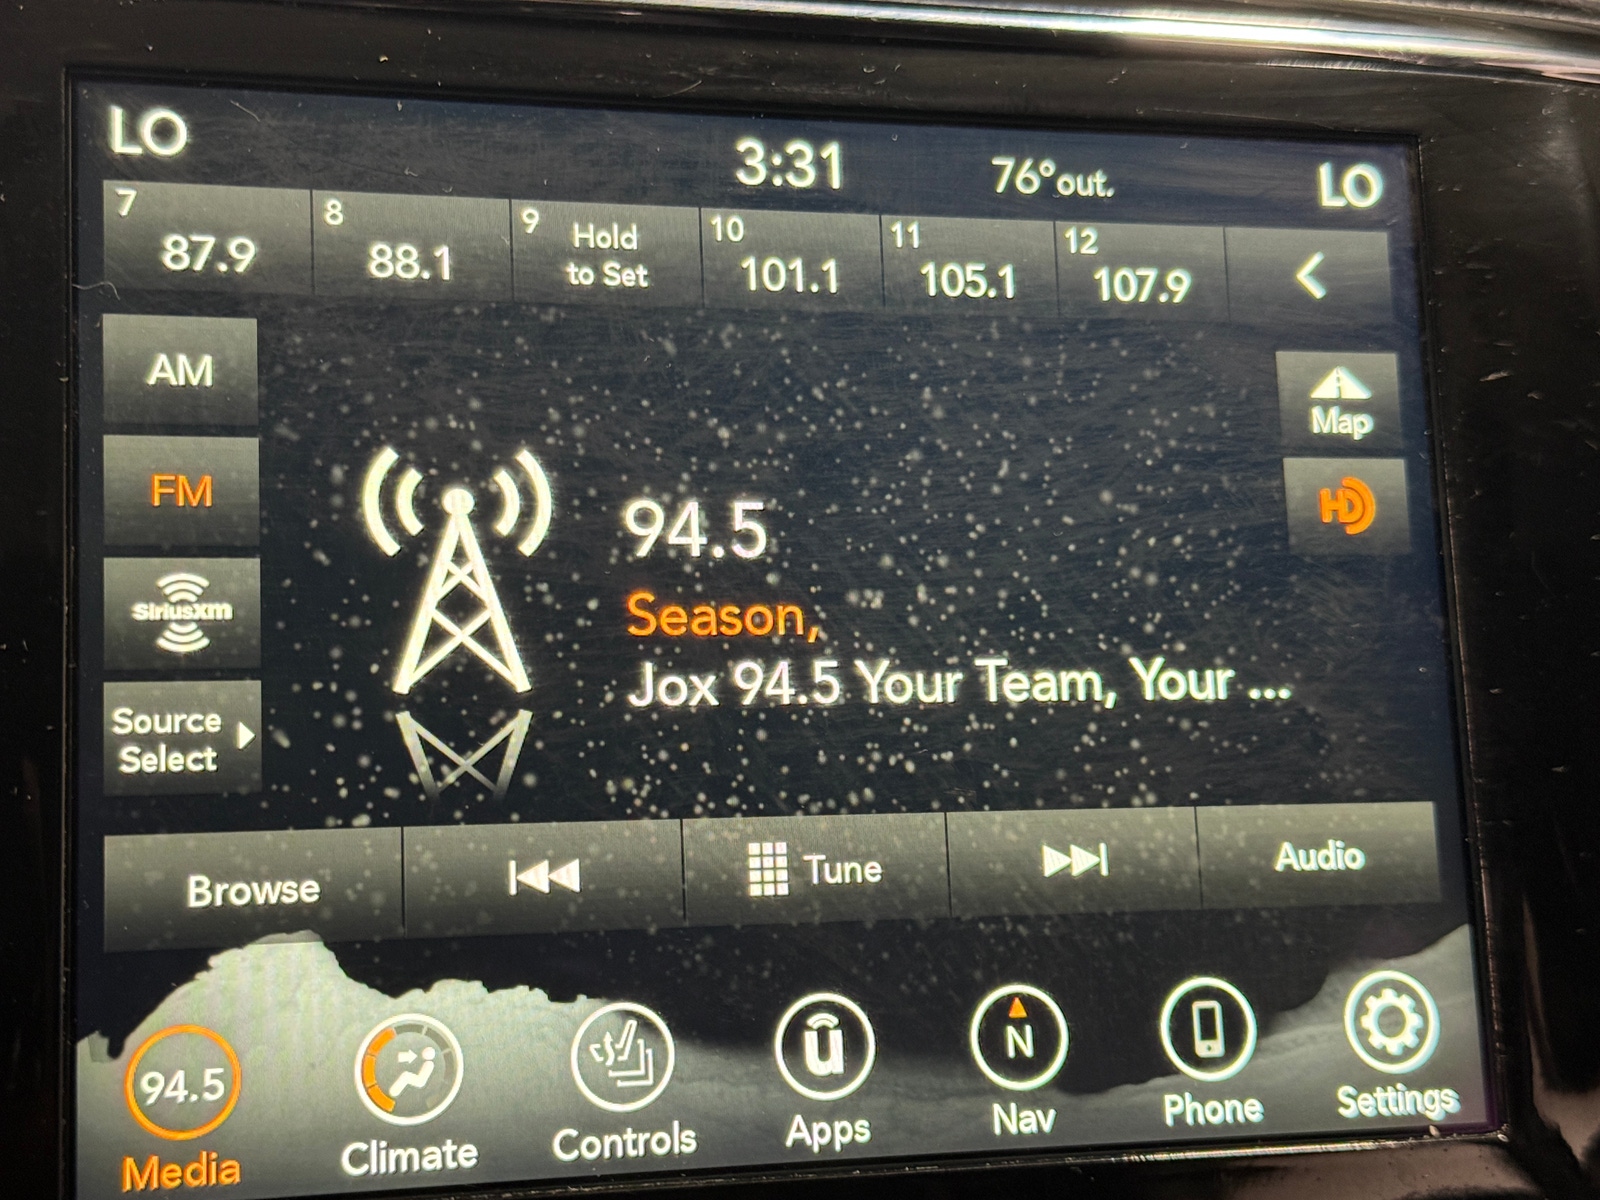 LO
3:31
76°out.
LO
7
87.9
8
88.1
9
Hold
to Set
10
101.1
11
105.1
12
107.9
AM
Map
FM
HD
94.5
SiriusXM
Season,
Jox 94.5 Your Team, Your ...
Source
Select
Browse
Tune
Audio
94.5
Media
Climate
Controls
u
Apps
N
Nav
Phone
Settings